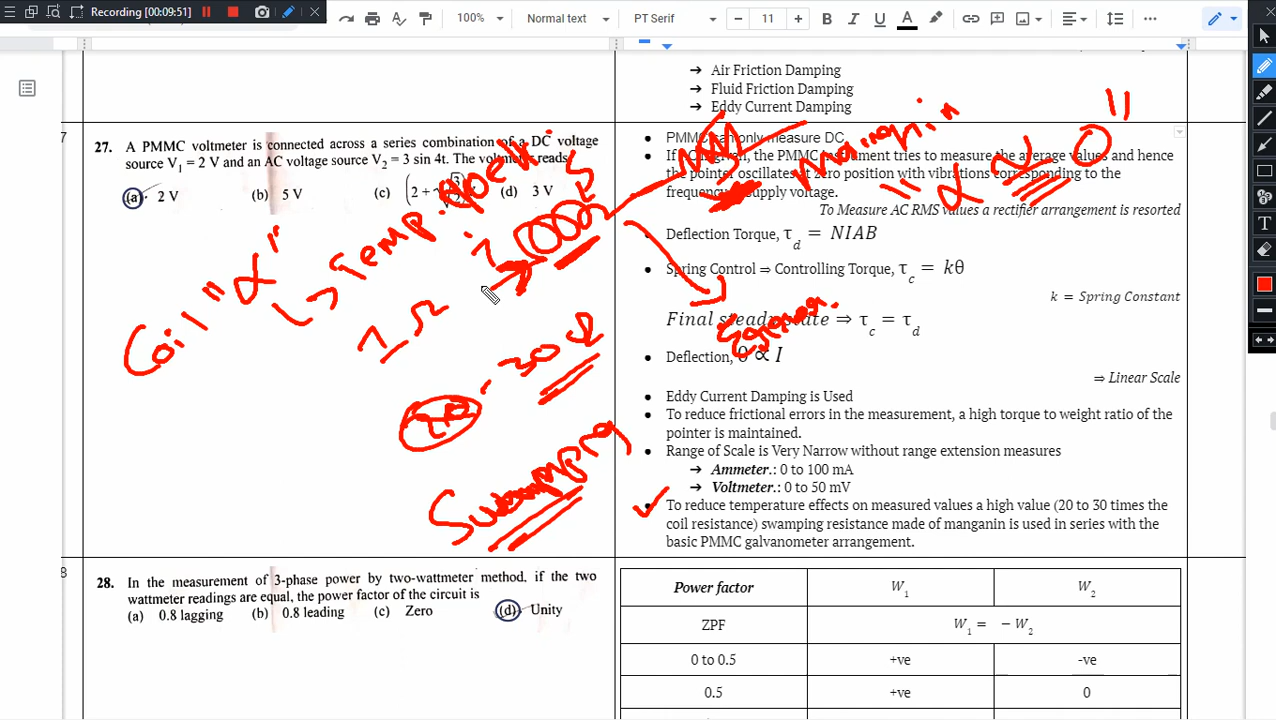 Recording [00:09:51]
100%
Normal text
PT Serif
11
B I U A
➔ Air Friction Damping
➔ Fluid Friction Damping
➔ Eddy Current Damping
7
27. A PMMC voltmeter is connected across a series combination of a DC voltage
source V1 = 2 V and an AC voltage source V2 = 3 sin 4t. The voltmeter reads
(a) 2 V (b) 5 V (c) (2 + √3 (d) 3 V
● PMMC can only measure DC
● If AC given, the PMMC instrument tries to measure the average values and hence
the pointer oscillates at zero position with vibrations corresponding to the
frequency supply voltage.
To Measure AC RMS values a rectifier arrangement is resorted
Deflection Torque, τd = NIAB
● Spring Control ⇒ Controlling Torque, τc = kθ
k = Spring Constant
Final steady state ⇒ τc = τd
● Deflection, θ ∝ I
⇒ Linear Scale
● Eddy Current Damping is Used
● To reduce frictional errors in the measurement, a high torque to weight ratio of the
pointer is maintained.
● Range of Scale is Very Narrow without range extension measures
➔ Ammeter.: 0 to 100 mA
➔ Voltmeter.: 0 to 50 mV
● To reduce temperature effects on measured values a high value (20 to 30 times the
coil resistance) swamping resistance made of manganin is used in series with the
basic PMMC galvanometer arrangement.
Coil "α"
Temp.
1 Ω
30
Swamping
Manganin
"α ≈ 0"
8
28. In the measurement of 3-phase power by two-wattmeter method, if the two
wattmeter readings are equal, the power factor of the circuit is
(a) 0.8 lagging (b) 0.8 leading (c) Zero (d) Unity
Power factor W1 W2
ZPF W1 = − W2
0 to 0.5 +ve -ve
0.5 +ve 0